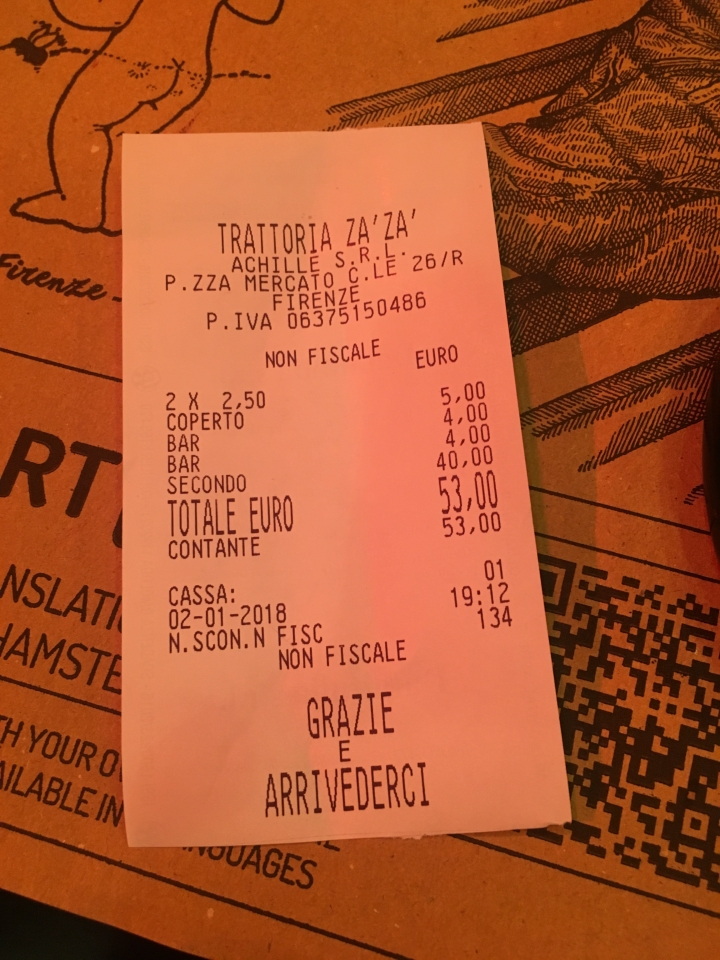 TRATTORIA ZA'ZA'
ACHILLE S.R.L.
P.ZZA MERCATO C.LE 26/R
FIRENZE
P.IVA 06375150486
NON FISCALE EURO
2 X 2,50
COPERTO 5,00
BAR 4,00
BAR 4,00
SECONDO 40,00
TOTALE EURO 53,00
CONTANTE 53,00
CASSA: 01
02-01-2018 19:12
N.SCON.N FISC 134
NON FISCALE
GRAZIE
E
ARRIVEDERCI
Firenze -
RT
NSLATI
HAMSTE
TH YOUR O
AILABLE IN
NGUAGES